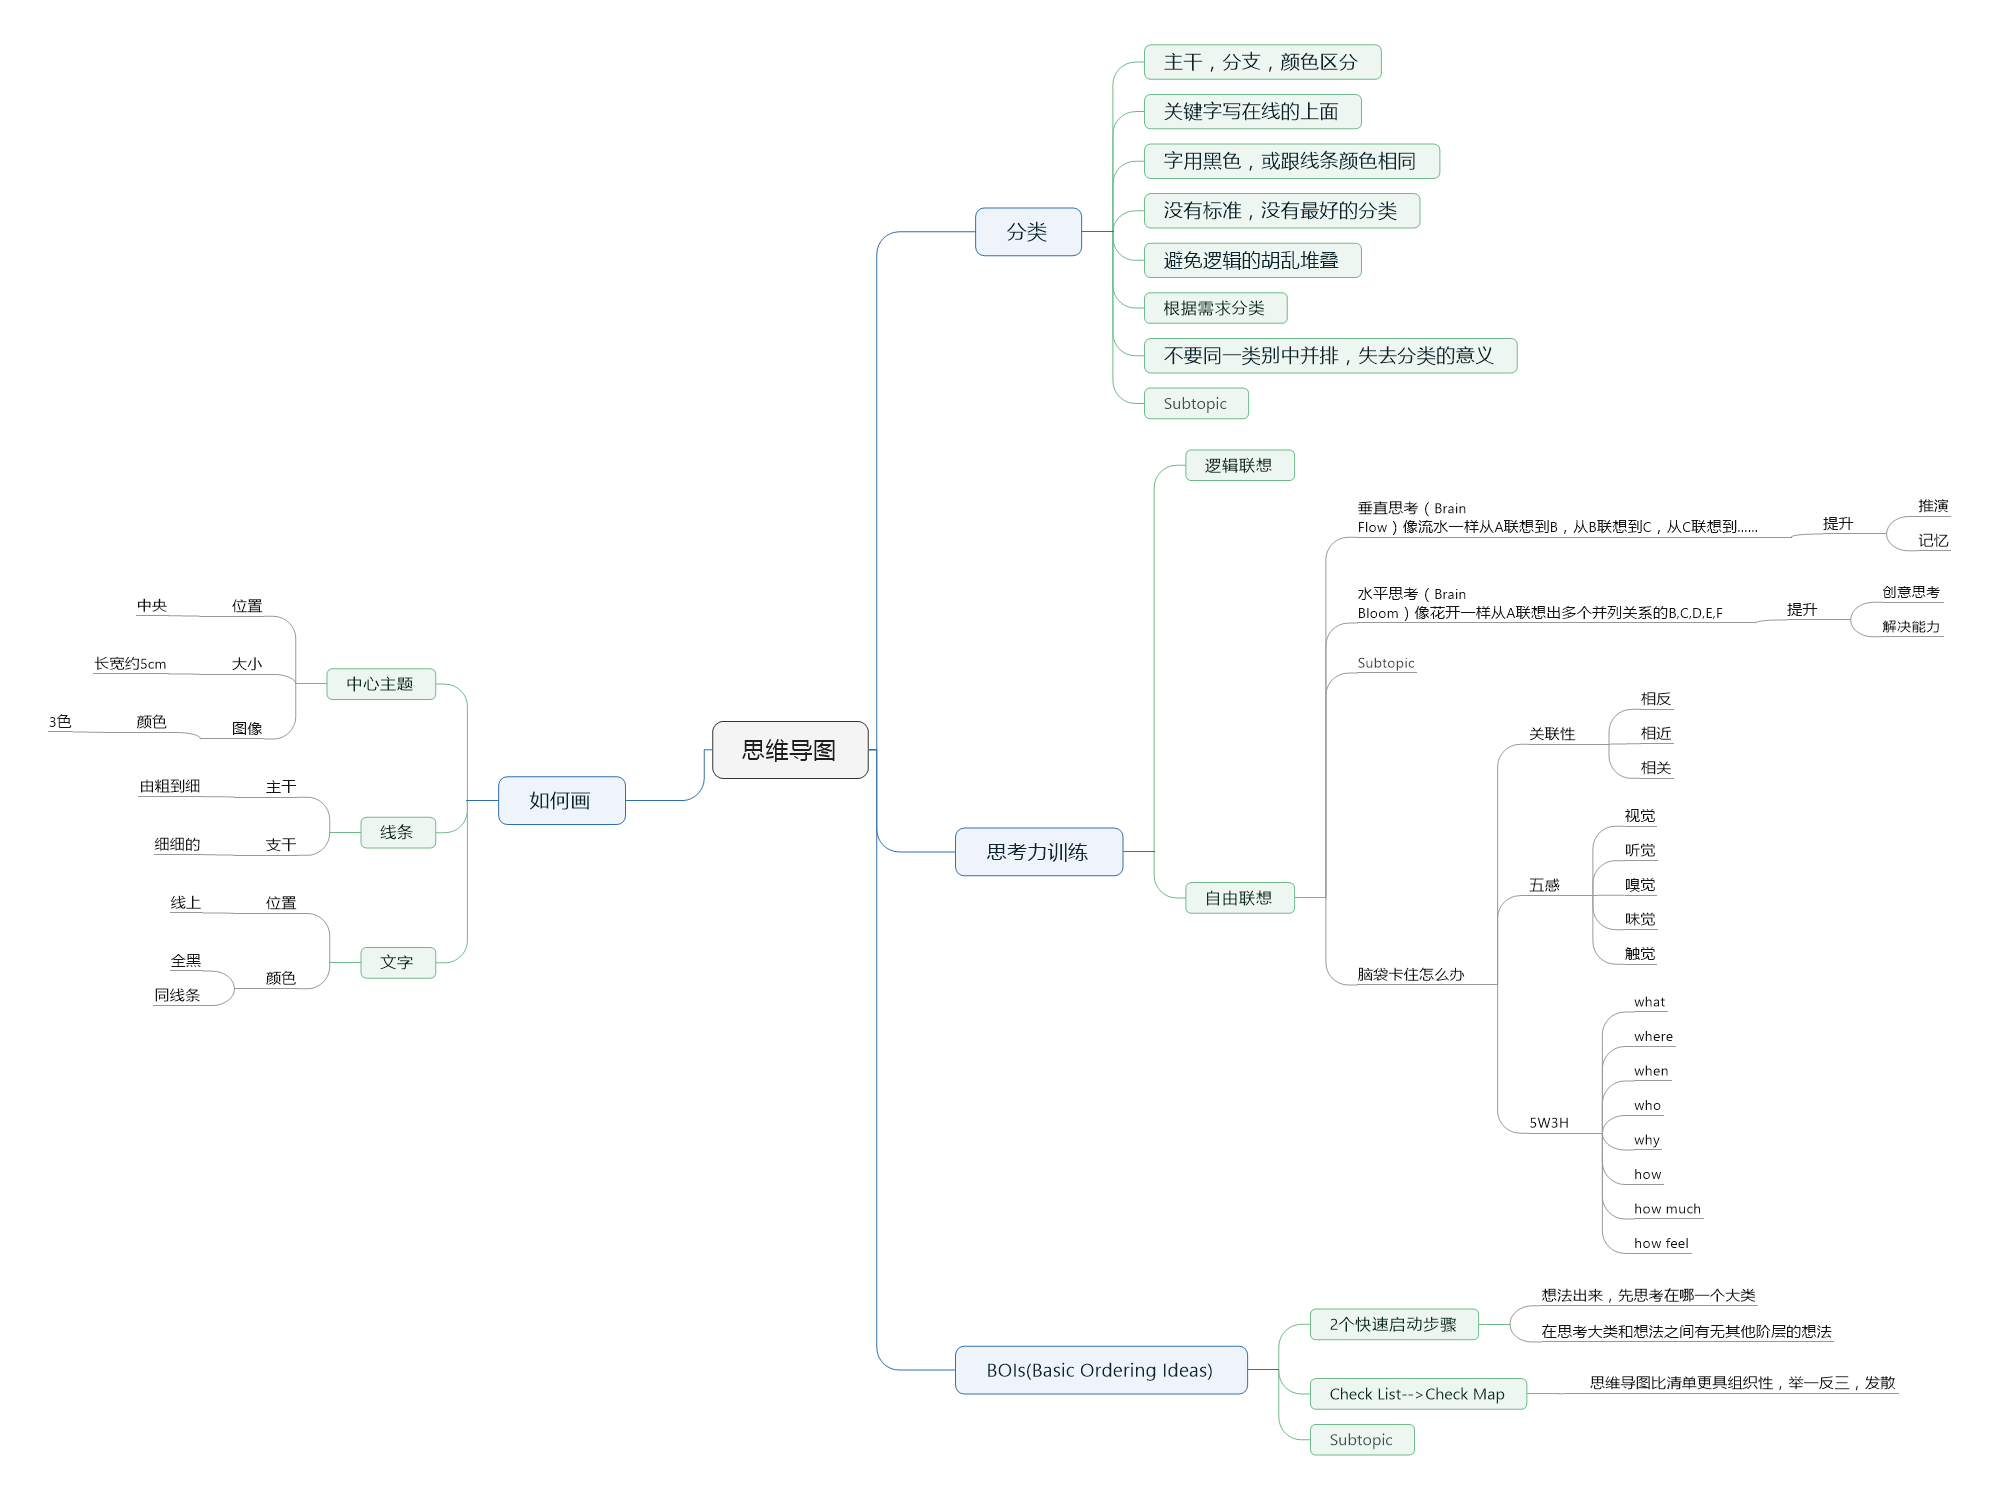 思维导图
分类
主干，分支，颜色区分
关键字写在线的上面
字用黑色，或跟线条颜色相同
没有标准，没有最好的分类
避免逻辑的胡乱堆叠
根据需求分类
不要同一类别中并排，失去分类的意义
Subtopic
思考力训练
逻辑联想
自由联想
垂直思考（Brain
Flow）像流水一样从A联想到B，从B联想到C，从C联想到......
提升
推演
记忆
水平思考（Brain
Bloom）像花开一样从A联想出多个并列关系的B,C,D,E,F
提升
创意思考
解决能力
Subtopic
脑袋卡住怎么办
关联性
相反
相近
相关
五感
视觉
听觉
嗅觉
味觉
触觉
5W3H
what
where
when
who
why
how
how much
how feel
BOIs(Basic Ordering Ideas)
2个快速启动步骤
想法出来，先思考在哪一个大类
在思考大类和想法之间有无其他阶层的想法
Check List-->Check Map
思维导图比清单更具组织性，举一反三，发散
Subtopic
如何画
中心主题
位置
中央
大小
长宽约5cm
图像
颜色
3色
线条
主干
由粗到细
支干
细细的
文字
位置
线上
颜色
全黑
同线条